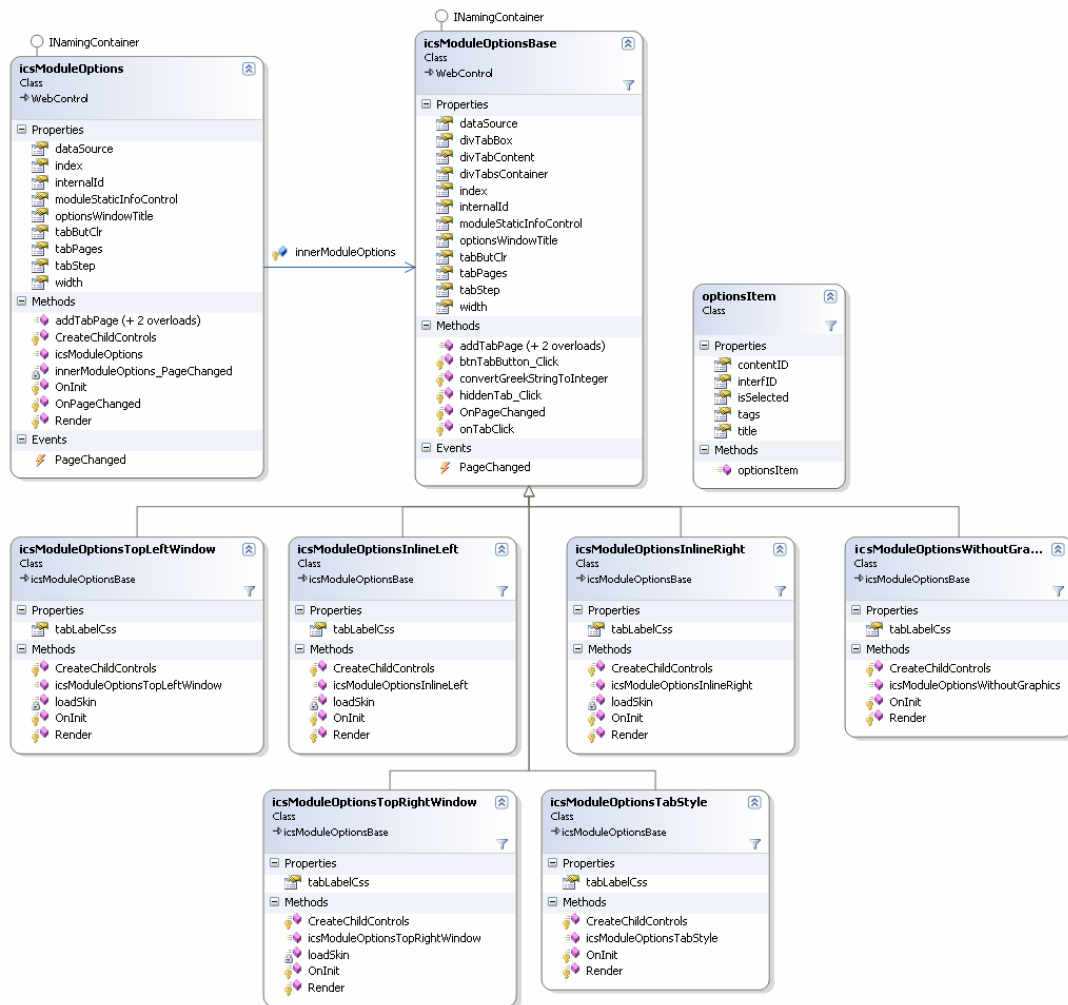 INamingContainer
icsModuleOptions
Class
WebControl
Properties
dataSource
index
internalId
moduleStaticInfoControl
optionsWindowTitle
tabButClr
tabPages
tabStep
width
Methods
addTabPage (+ 2 overloads)
CreateChildControls
icsModuleOptions
innerModuleOptions_PageChanged
OnInit
OnPageChanged
Render
Events
PageChanged
innerModuleOptions
INamingContainer
icsModuleOptionsBase
Class
WebControl
Properties
dataSource
divTabBox
divTabContent
divTabsContainer
index
internalId
moduleStaticInfoControl
optionsWindowTitle
tabButClr
tabPages
tabStep
width
Methods
addTabPage (+ 2 overloads)
btnTabButton_Click
convertGreekStringToInteger
hiddenTab_Click
OnPageChanged
onTabClick
Events
PageChanged
optionsItem
Class
Properties
contentID
interfID
isSelected
tags
title
Methods
optionsItem
icsModuleOptionsTopLeftWindow
Class
icsModuleOptionsBase
Properties
tabLabelCss
Methods
CreateChildControls
icsModuleOptionsTopLeftWindow
loadSkin
OnInit
Render
icsModuleOptionsInlineLeft
Class
icsModuleOptionsBase
Properties
tabLabelCss
Methods
CreateChildControls
icsModuleOptionsInlineLeft
loadSkin
OnInit
Render
icsModuleOptionsInlineRight
Class
icsModuleOptionsBase
Properties
tabLabelCss
Methods
CreateChildControls
icsModuleOptionsInlineRight
loadSkin
OnInit
Render
icsModuleOptionsWithoutGra...
Class
icsModuleOptionsBase
Properties
tabLabelCss
Methods
CreateChildControls
icsModuleOptionsWithoutGraphics
OnInit
Render
icsModuleOptionsTopRightWindow
Class
icsModuleOptionsBase
Properties
tabLabelCss
Methods
CreateChildControls
icsModuleOptionsTopRightWindow
loadSkin
OnInit
Render
icsModuleOptionsTabStyle
Class
icsModuleOptionsBase
Properties
tabLabelCss
Methods
CreateChildControls
icsModuleOptionsTabStyle
OnInit
Render